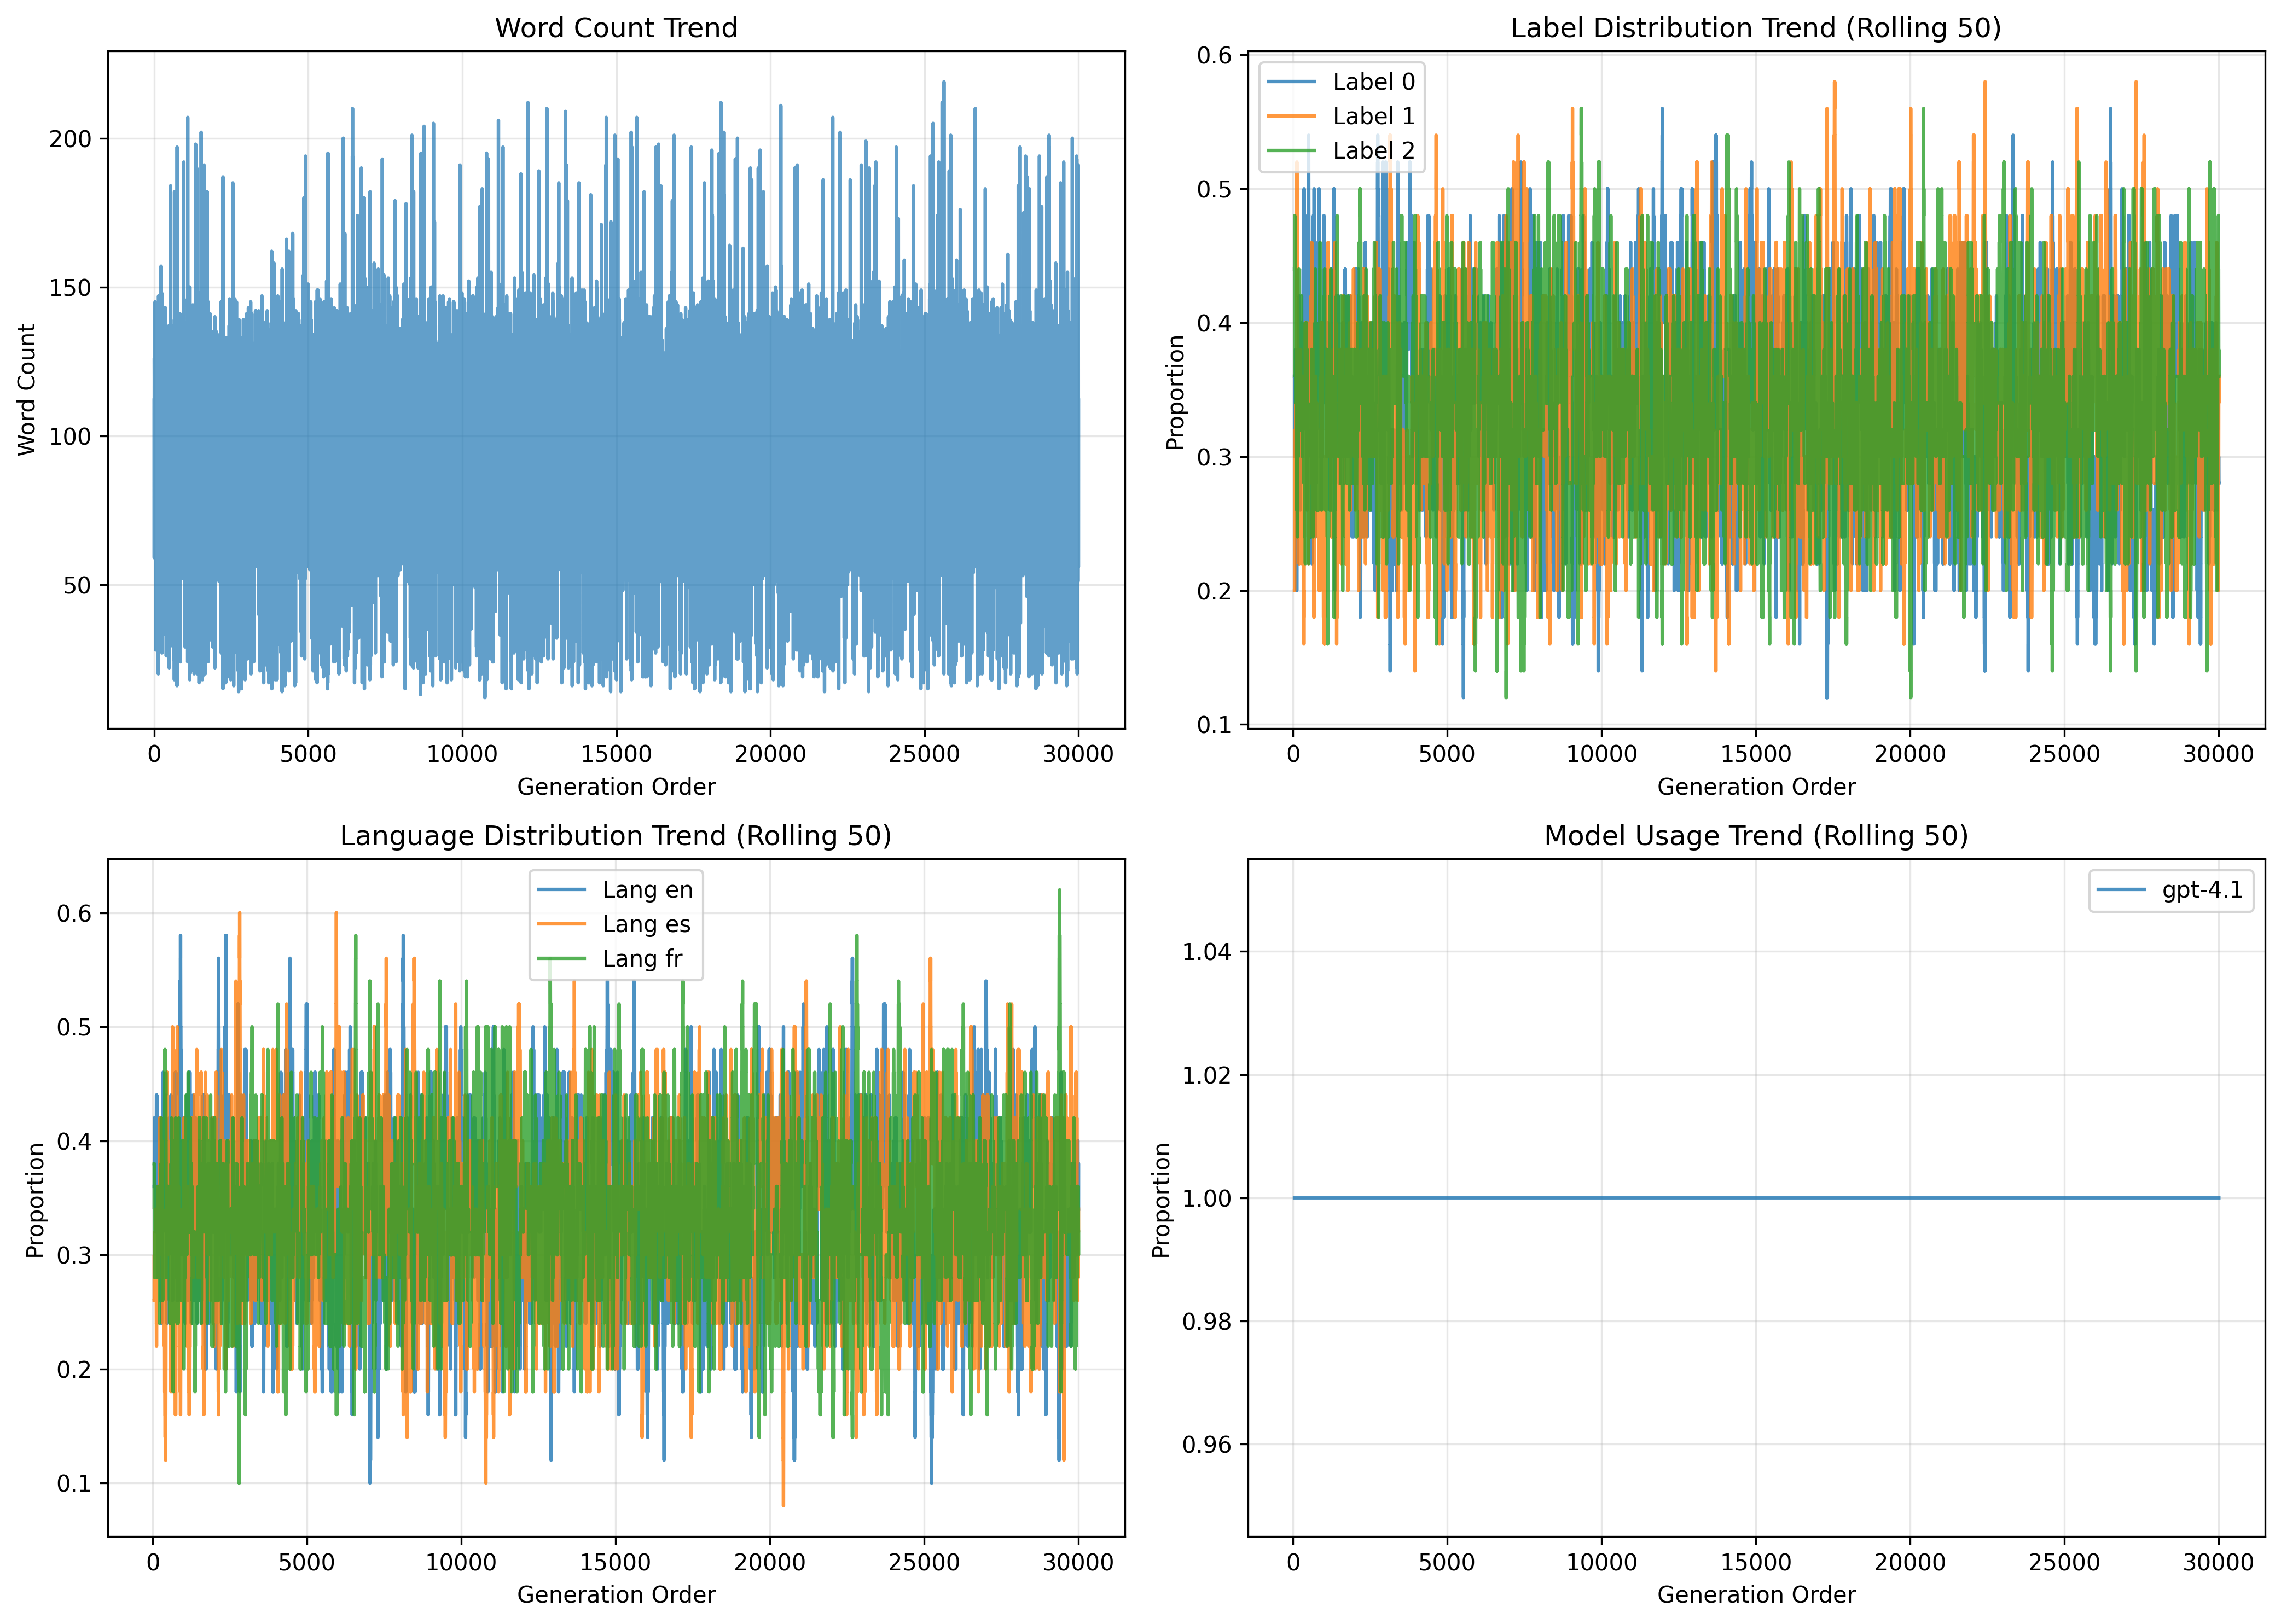 Word Count Trend
200
150
100
50
Word Count
0 5000 10000 15000 20000 25000 30000
Generation Order
Label Distribution Trend (Rolling 50)
Label 0
Label 1
Label 2
0.6
0.5
0.4
0.3
0.2
0.1
Proportion
0 5000 10000 15000 20000 25000 30000
Generation Order
Language Distribution Trend (Rolling 50)
Lang en
Lang es
Lang fr
0.6
0.5
0.4
0.3
0.2
0.1
Proportion
0 5000 10000 15000 20000 25000 30000
Generation Order
Model Usage Trend (Rolling 50)
gpt-4.1
1.04
1.02
1.00
0.98
0.96
Proportion
0 5000 10000 15000 20000 25000 30000
Generation Order